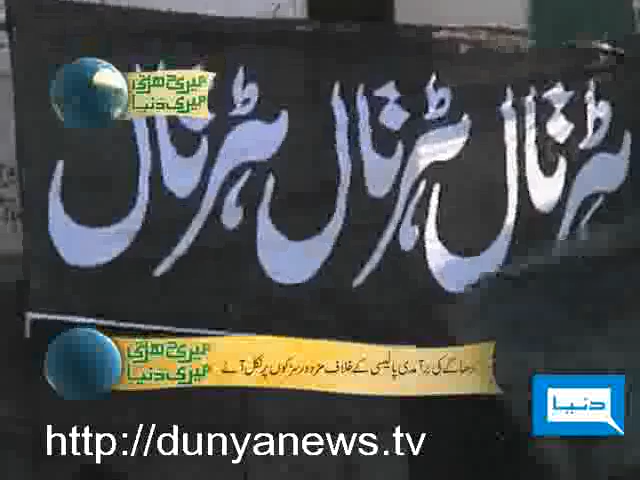 ہڑتال ہڑتال ہڑتال
میری دھرتی
میری دنیا
میری دھرتی
میری دنیا
دھاگے کی برآمدی پالیسی کے خلاف مزدور سڑکوں پر نکل آئے
دنیا
http://dunyanews.tv